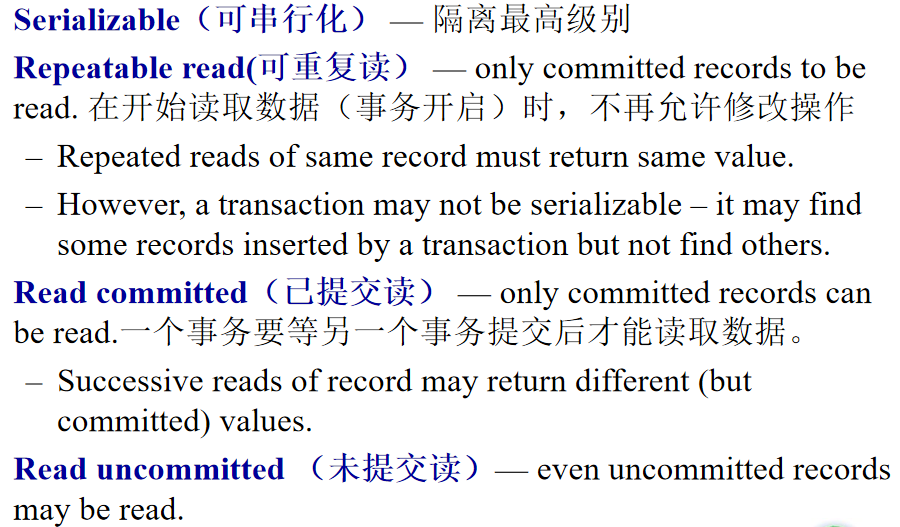 Serializable（可串行化） — 隔离最高级别
Repeatable read(可重复读） — only committed records to be
read. 在开始读取数据（事务开启）时，不再允许修改操作
– Repeated reads of same record must return same value.
– However, a transaction may not be serializable – it may find
some records inserted by a transaction but not find others.
Read committed（已提交读） — only committed records can
be read.一个事务要等另一个事务提交后才能读取数据。
– Successive reads of record may return different (but
committed) values.
Read uncommitted （未提交读）— even uncommitted records
may be read.